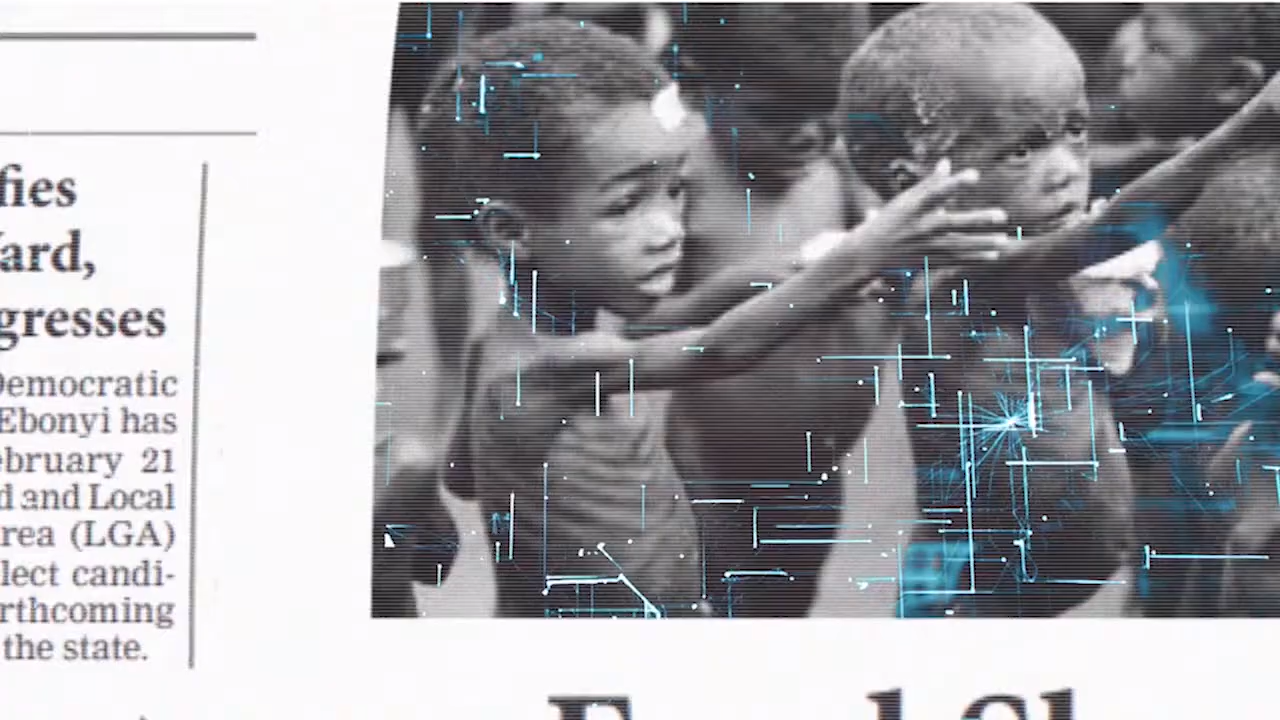 fies
ard,
gresses
Democratic
Ebonyi has
ebruary 21
d and Local
rea (LGA)
lect candi-
rthcoming
the state.